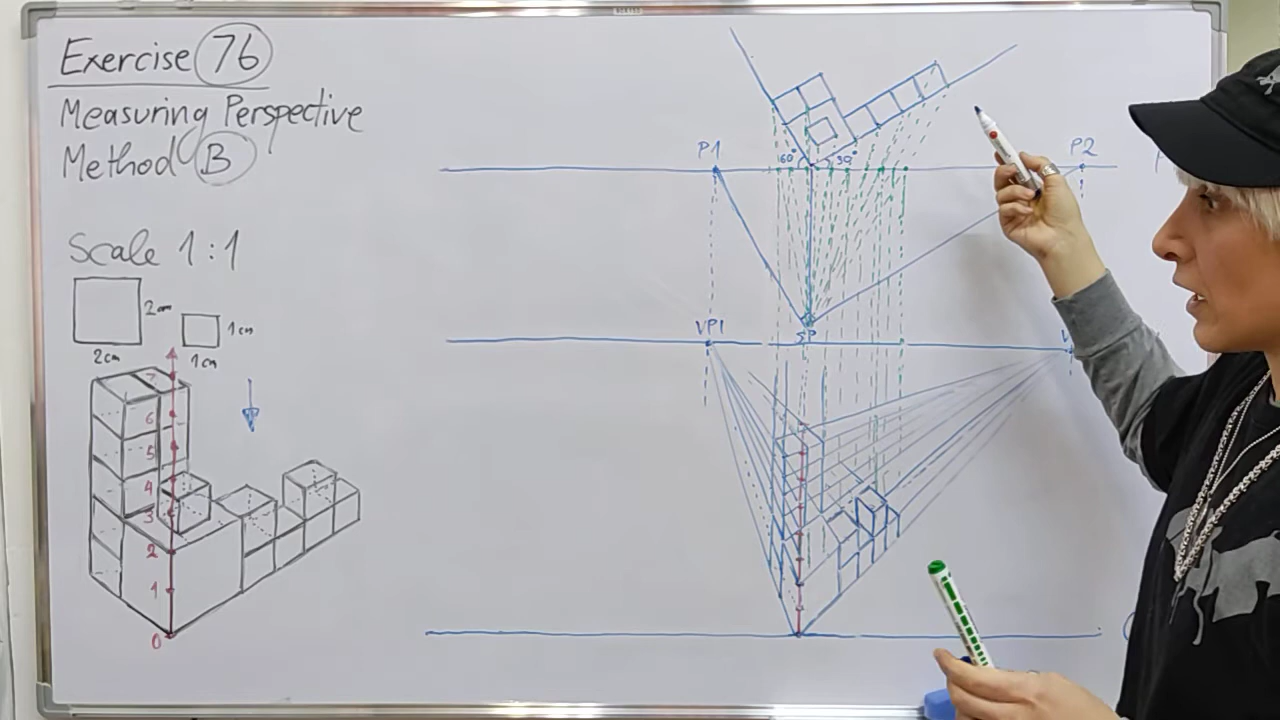 Exercise 76
Measuring Perspective
Method B
Scale 1:1
2cm
1cm
2cm
1cm
7
6
5
4
3
2
1
0
P1
60°
30°
P2
SP
VP1
V